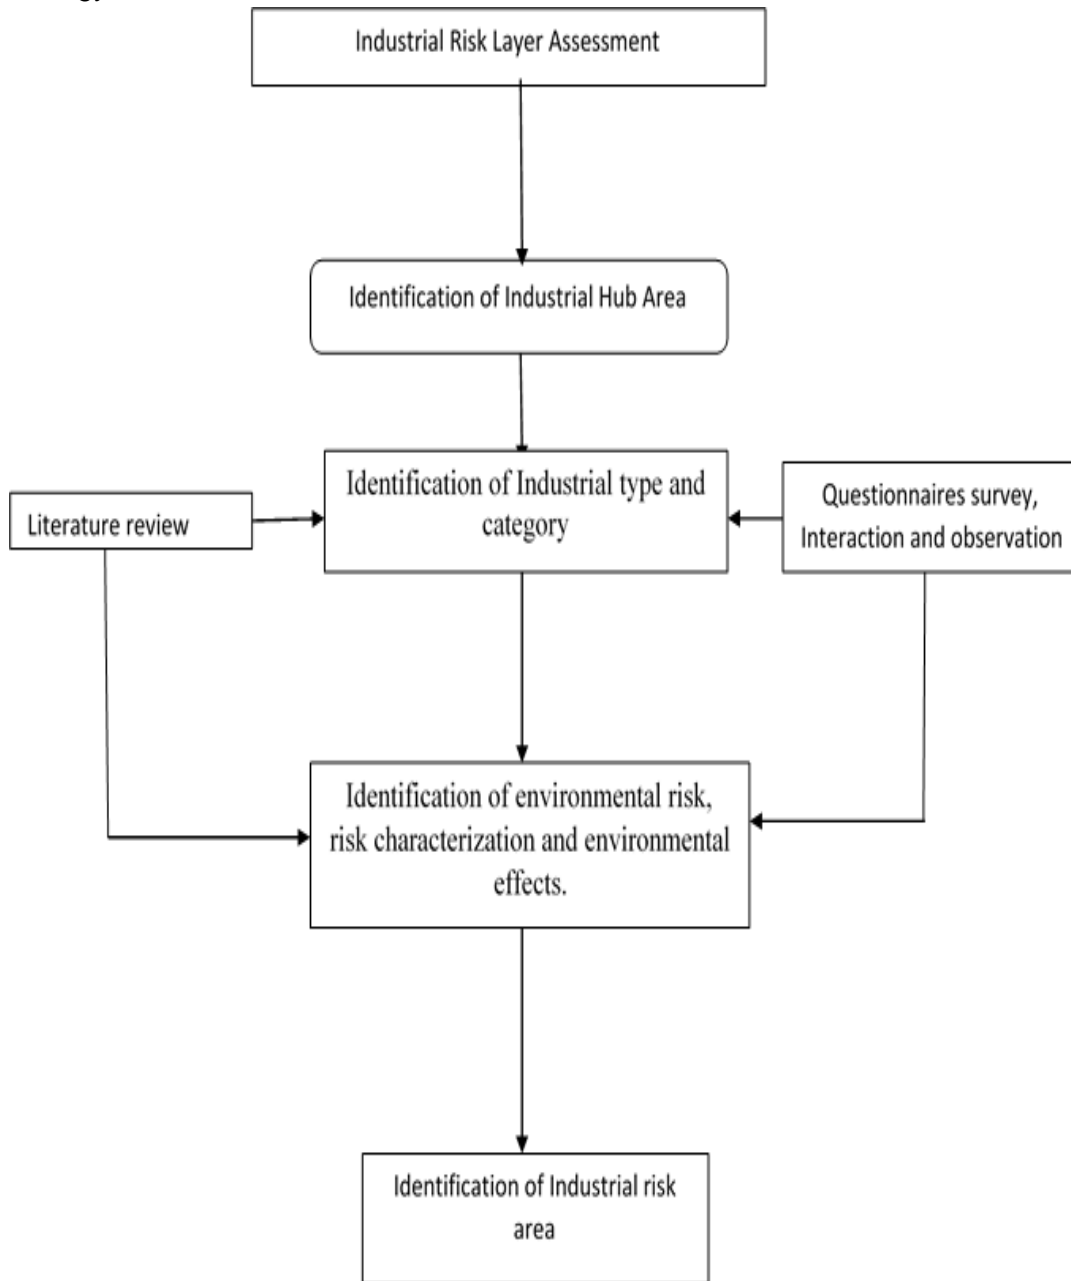 Industrial Risk Layer Assessment
Identification of Industrial Hub Area
Identification of Industrial type and
category
Literature review
Questionnaires survey,
Interaction and observation
Identification of environmental risk,
risk characterization and environmental
effects.
Identification of Industrial risk
area